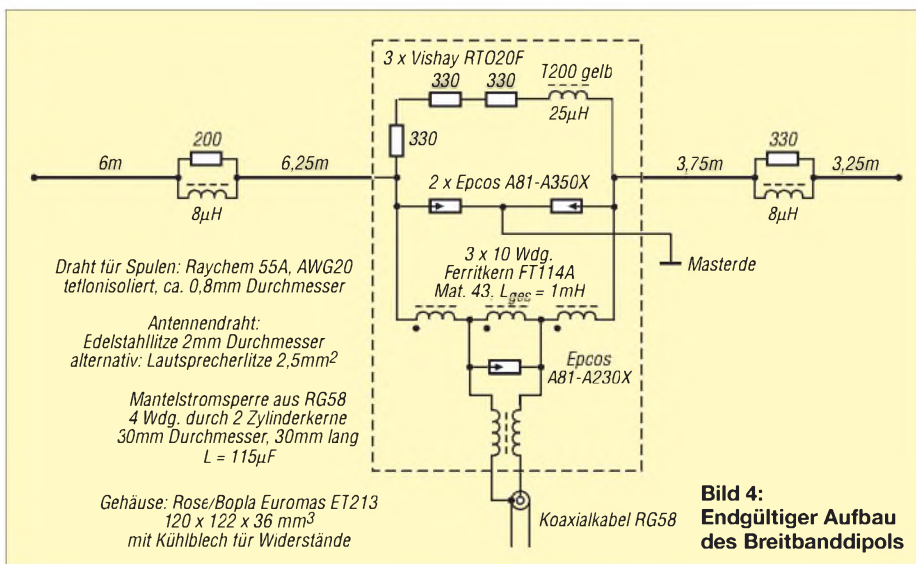 3 x Vishay RTO20F
330
330
T200 gelb
25µH
330
200
6m
6,25m
8µH
3,75m
330
3,25m
8µH
2 x Epcos A81-A350X
Masterde
3 x 10 Wdg.
Ferritkern FT114A
Mat. 43, Lges = 1mH
Draht für Spulen: Raychem 55A, AWG20
teflonisoliert, ca. 0,8mm Durchmesser
Antennendraht:
Edelstahllitze 2mm Durchmesser
alternativ: Lautsprecherlitze 2,5mm²
Epcos
A81-A230X
Mantelstromsperre aus RG58
4 Wdg. durch 2 Zylinderkerne
30mm Durchmesser, 30mm lang
L = 115µF
Gehäuse: Rose/Bopla Euromas ET213
120 x 122 x 36 mm³
mit Kühlblech für Widerstände
Koaxialkabel RG58
Bild 4:
Endgültiger Aufbau
des Breitbanddipols